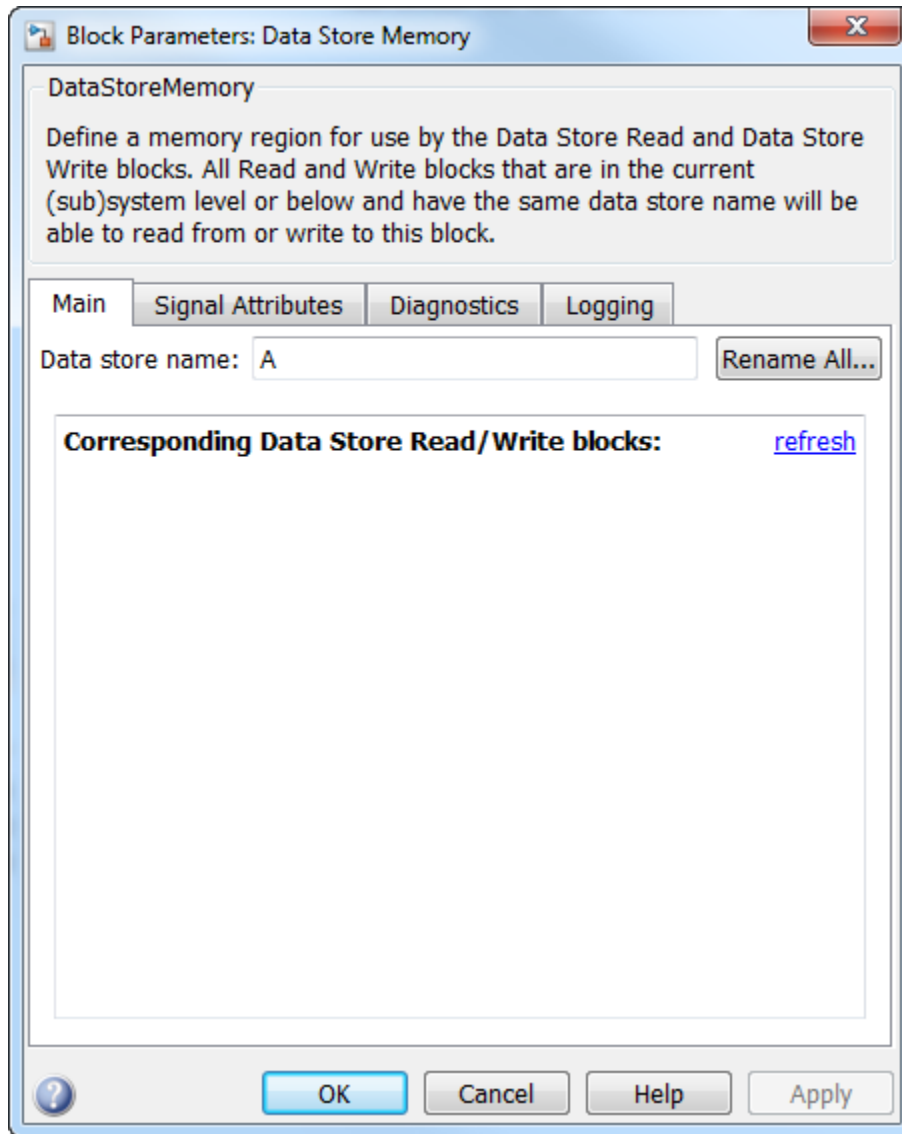 Block Parameters: Data Store Memory
DataStoreMemory
Define a memory region for use by the Data Store Read and Data Store
Write blocks. All Read and Write blocks that are in the current
(sub)system level or below and have the same data store name will be
able to read from or write to this block.
Main Signal Attributes Diagnostics Logging
Data store name: A Rename All...
Corresponding Data Store Read/Write blocks: refresh
? OK Cancel Help Apply